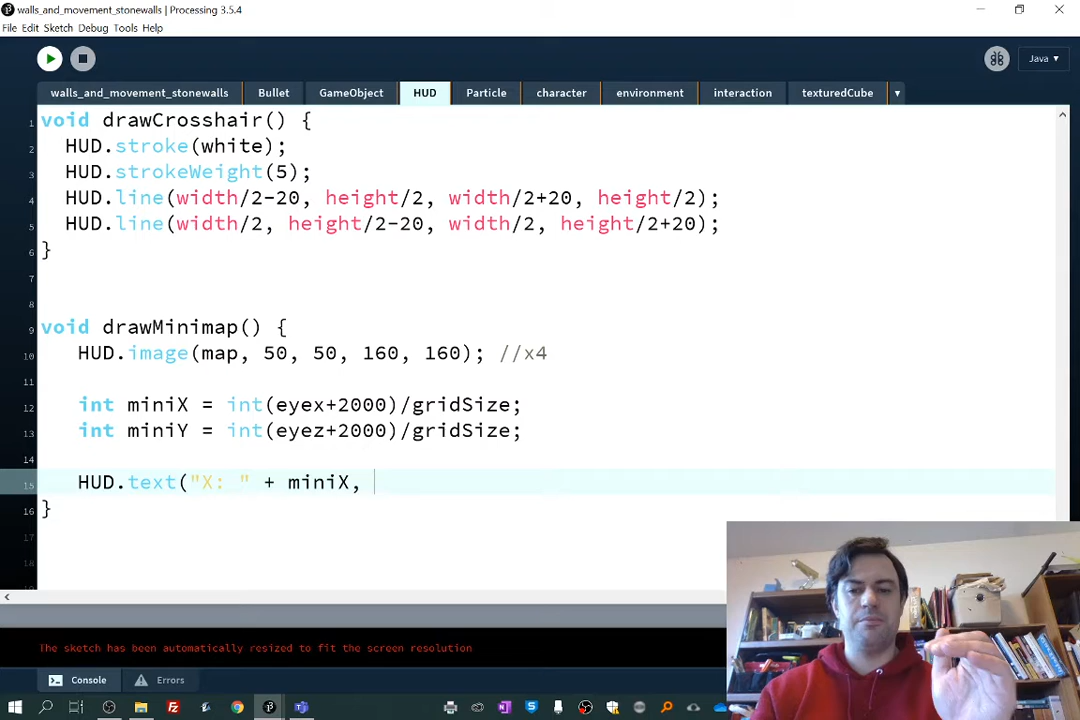 walls_and_movement_stonewalls | Processing 3.5.4
File Edit Sketch Debug Tools Help
Java ▾
walls_and_movement_stonewalls Bullet GameObject HUD Particle character environment interaction texturedCube
1 void drawCrosshair() {
2 HUD.stroke(white);
3 HUD.strokeWeight(5);
4 HUD.line(width/2-20, height/2, width/2+20, height/2);
5 HUD.line(width/2, height/2-20, width/2, height/2+20);
6 }
7
8
9 void drawMinimap() {
10 HUD.image(map, 50, 50, 160, 160); //x4
11
12 int miniX = int(eyex+2000)/gridSize;
13 int miniY = int(eyez+2000)/gridSize;
14
15 HUD.text("X: " + miniX,
16 }
17
18
The sketch has been automatically resized to fit the screen resolution
Console Errors